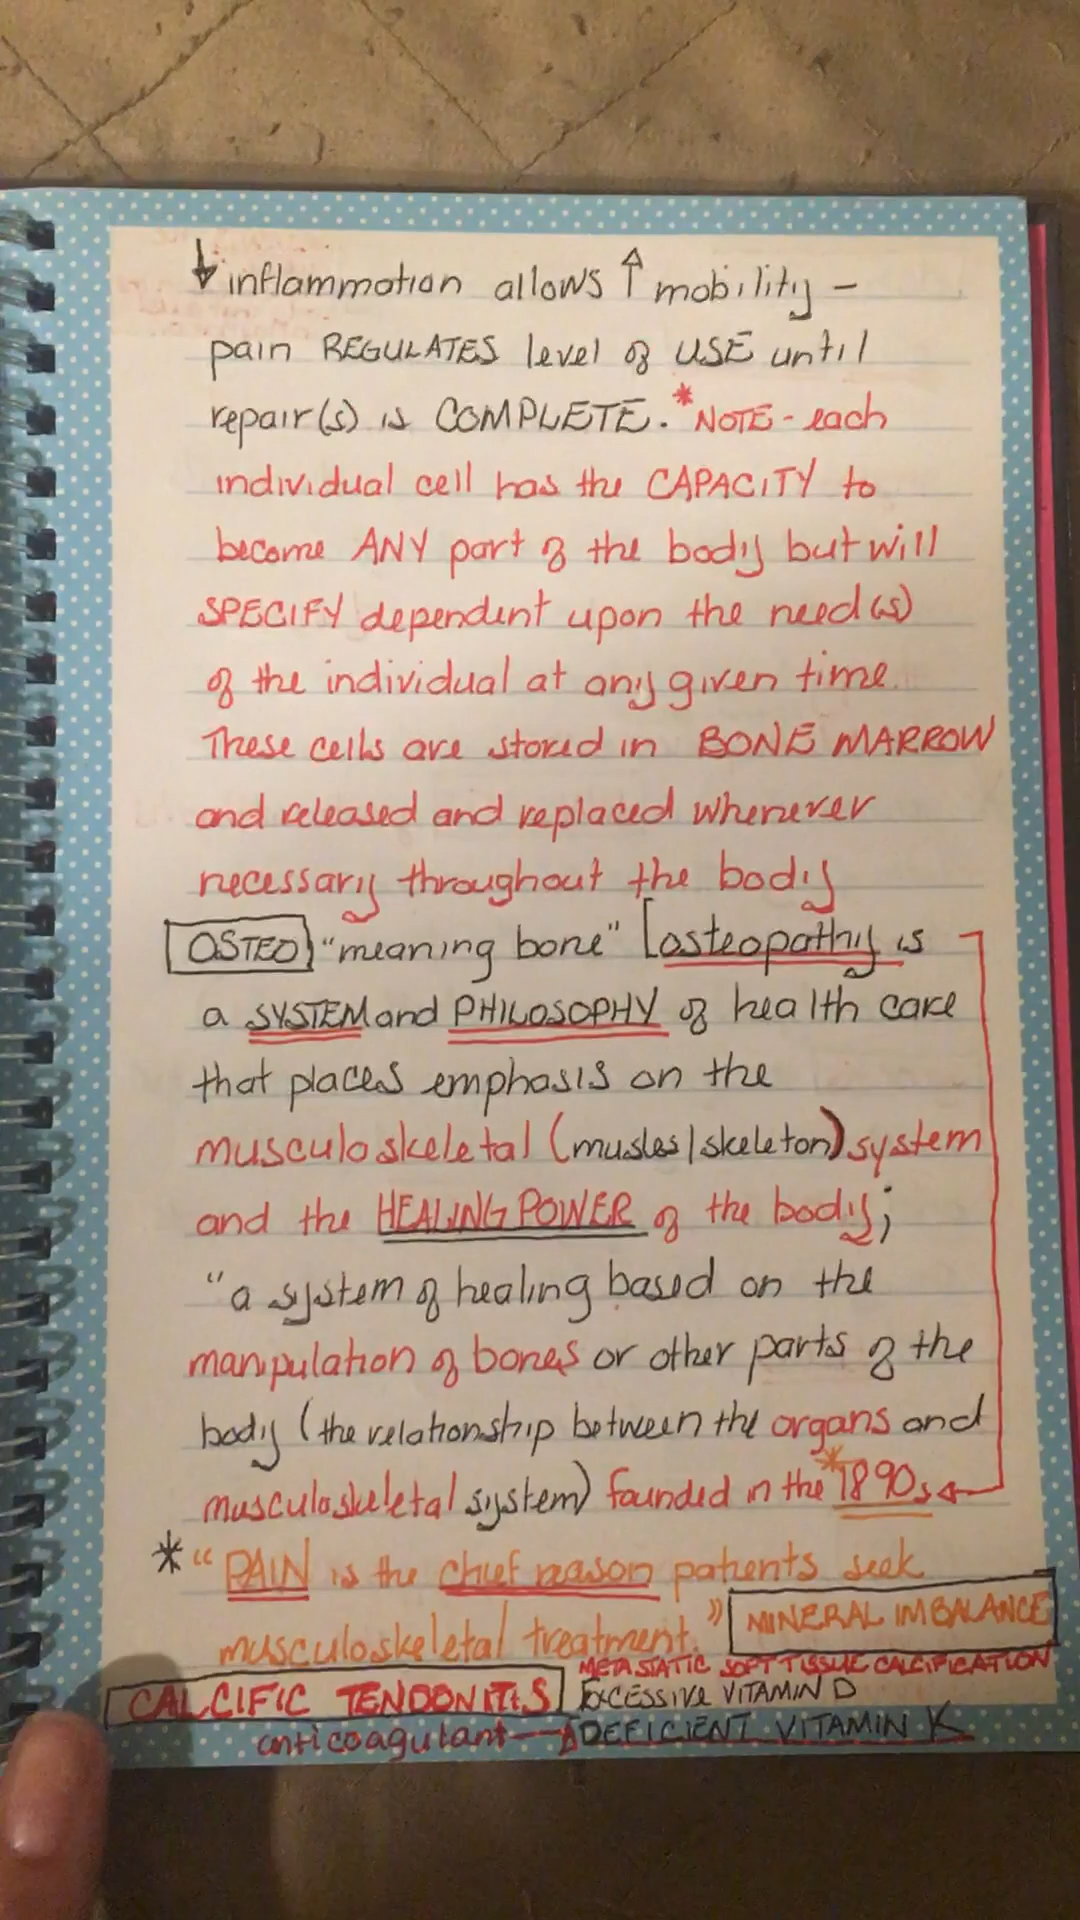 ↓ inflammation allows ↑ mobility -
pain REGULATES level of USE until
repair(s) is COMPLETE. *NOTE - each
individual cell has the CAPACITY to
become ANY part of the body but will
SPECIFY dependent upon the need(s)
of the individual at any given time.
These cells are stored in BONE MARROW
and released and replaced whenever
necessary throughout the body
OSTEO "meaning bone" [osteopathy is
a SYSTEM and PHILOSOPHY of health care
that places emphasis on the
musculoskeletal (musles/skeleton) system
and the HEALING POWER of the body;
"a system of healing based on the
manipulation of bones or other parts of the
body (the relationship between the organs and
musculoskeletal system) founded in the *1890s
* "PAIN is the chief reason patients seek
musculoskeletal treatment." MINERAL IMBALANCE
METASTATIC SOFT TISSUE CALCIFICATION
CALCIFIC TENDONITIS EXCESSIVE VITAMIN D
anticoagulant → DEFICIENT VITAMIN K